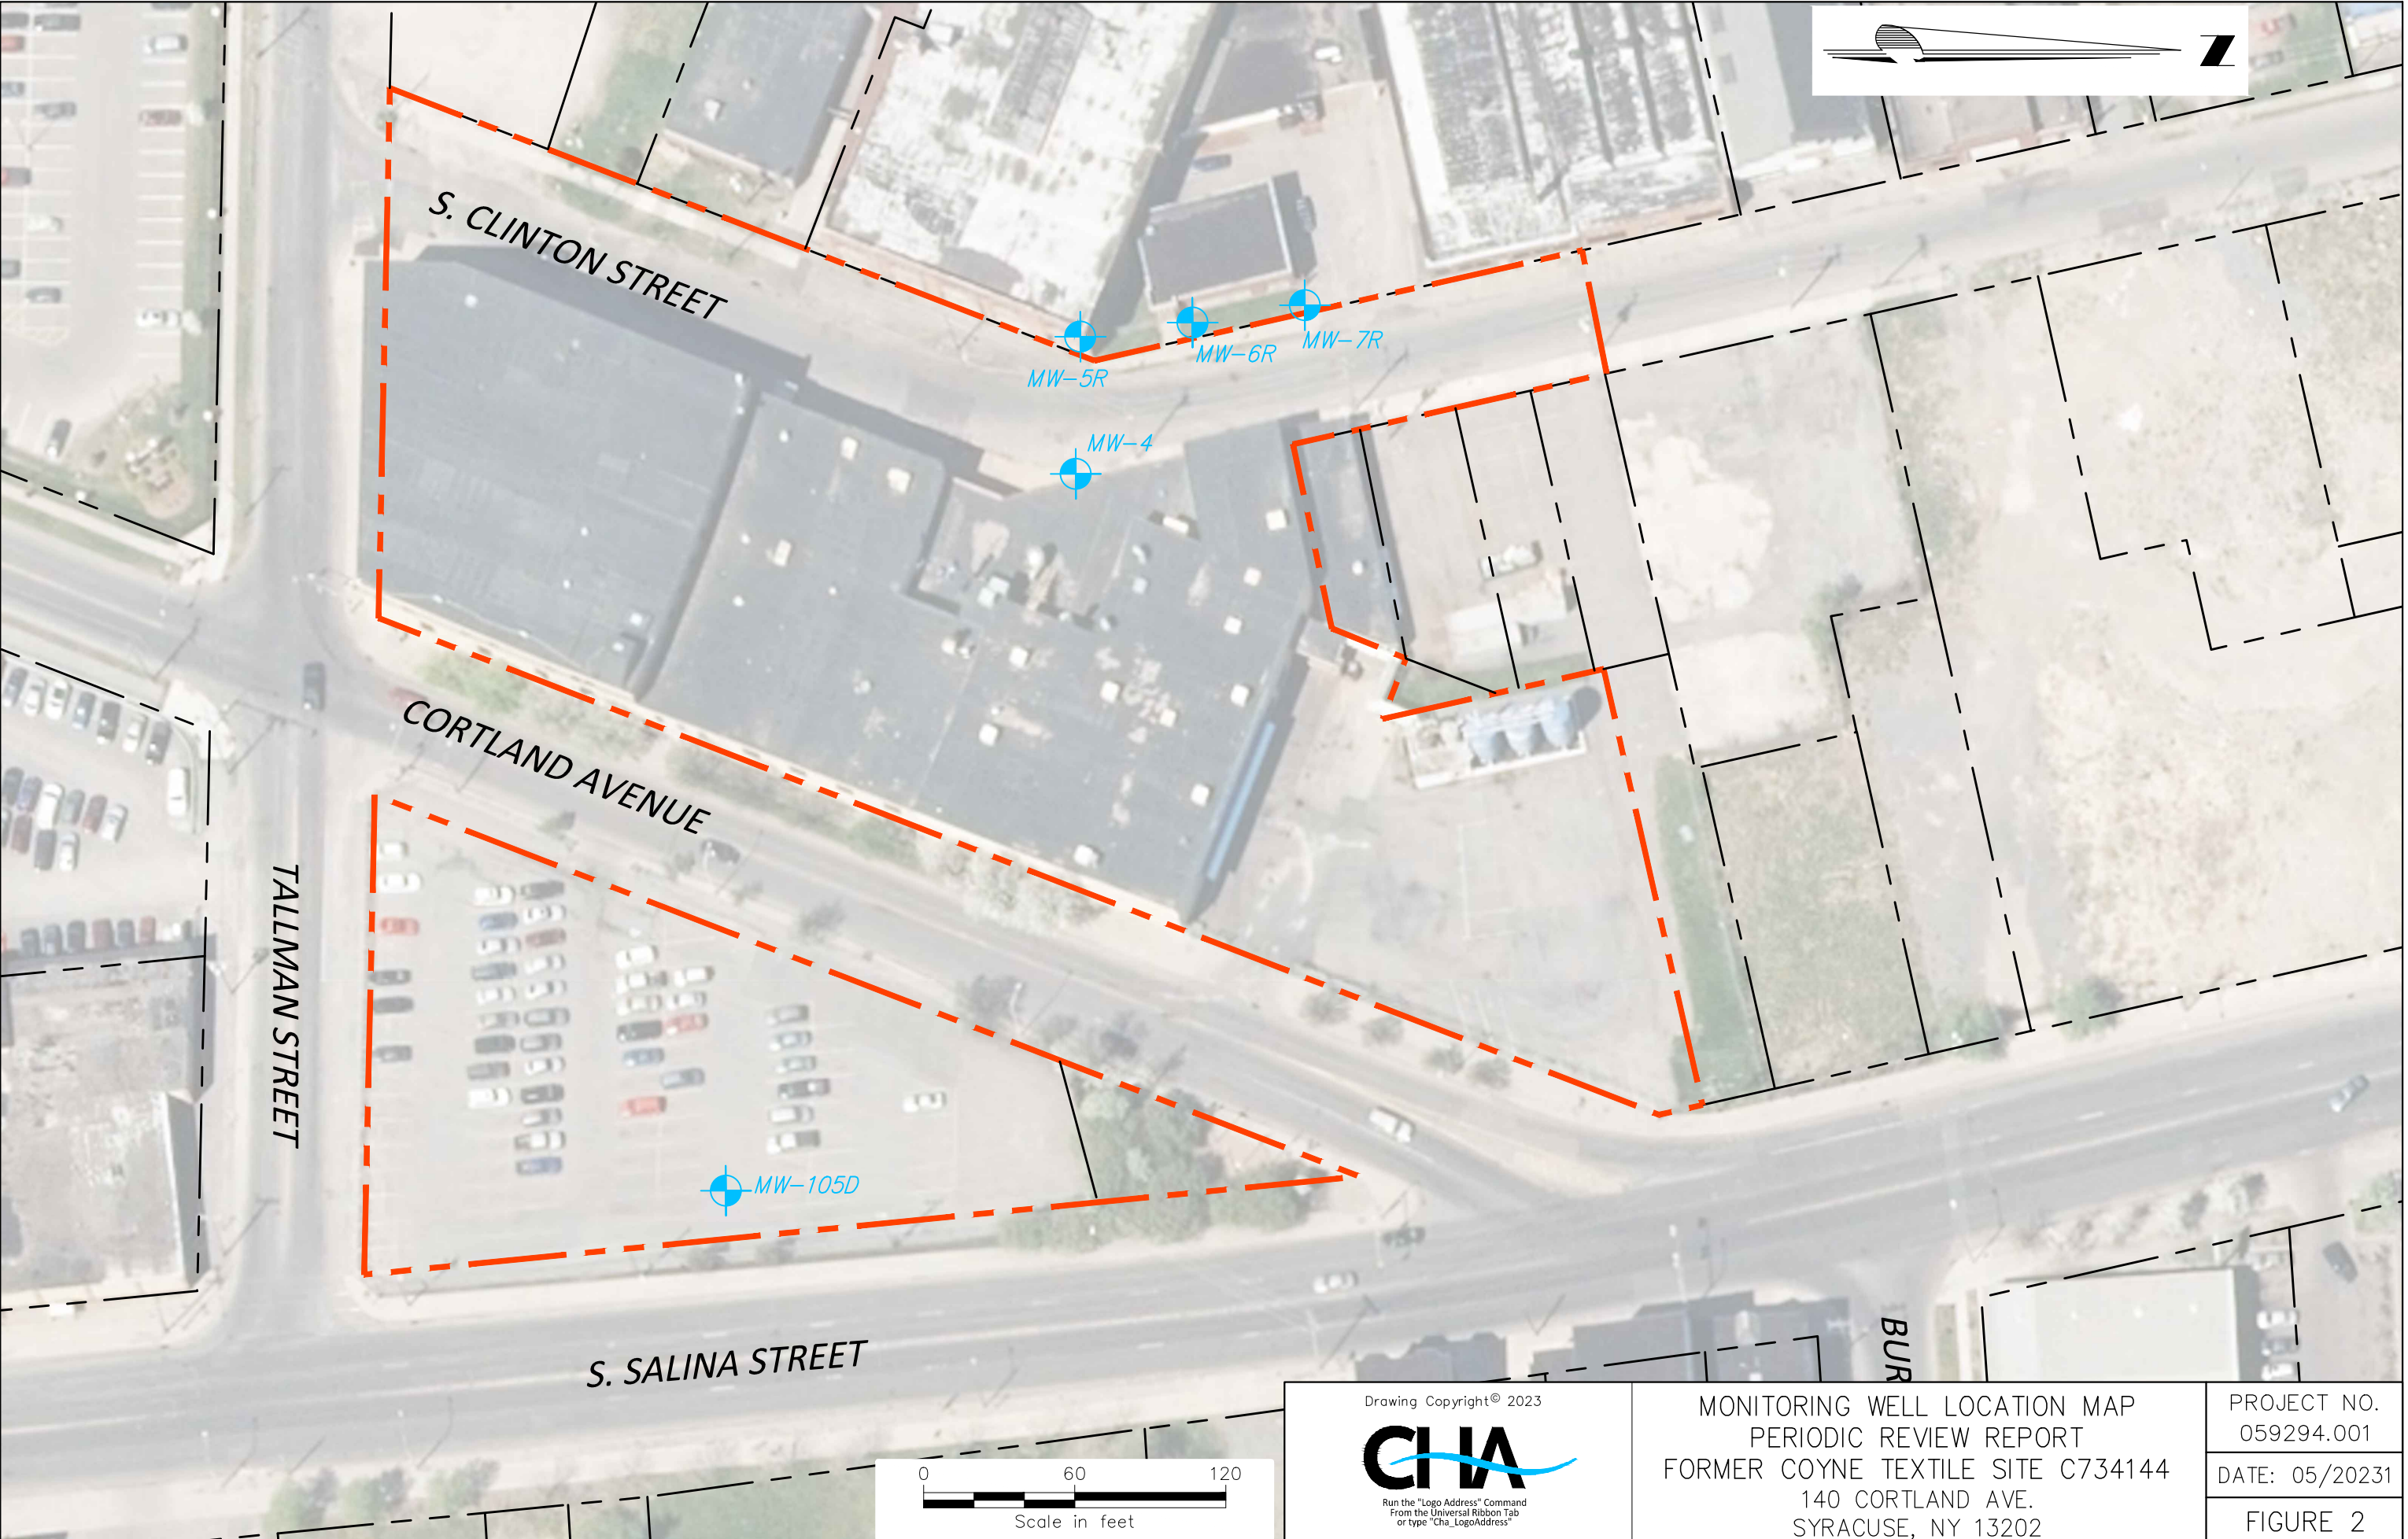 N
S. CLINTON STREET
MW-5R
MW-6R
MW-7R
MW-4
CORTLAND AVENUE
TALLMAN STREET
MW-105D
S. SALINA STREET
BUR
0 60 120
Scale in feet
Drawing Copyright© 2023
CHA
Run the "Logo Address" Command
From the Universal Ribbon Tab
or type "Cha_LogoAddress"
MONITORING WELL LOCATION MAP
PERIODIC REVIEW REPORT
FORMER COYNE TEXTILE SITE C734144
140 CORTLAND AVE.
SYRACUSE, NY 13202
PROJECT NO.
059294.001
DATE: 05/20231
FIGURE 2